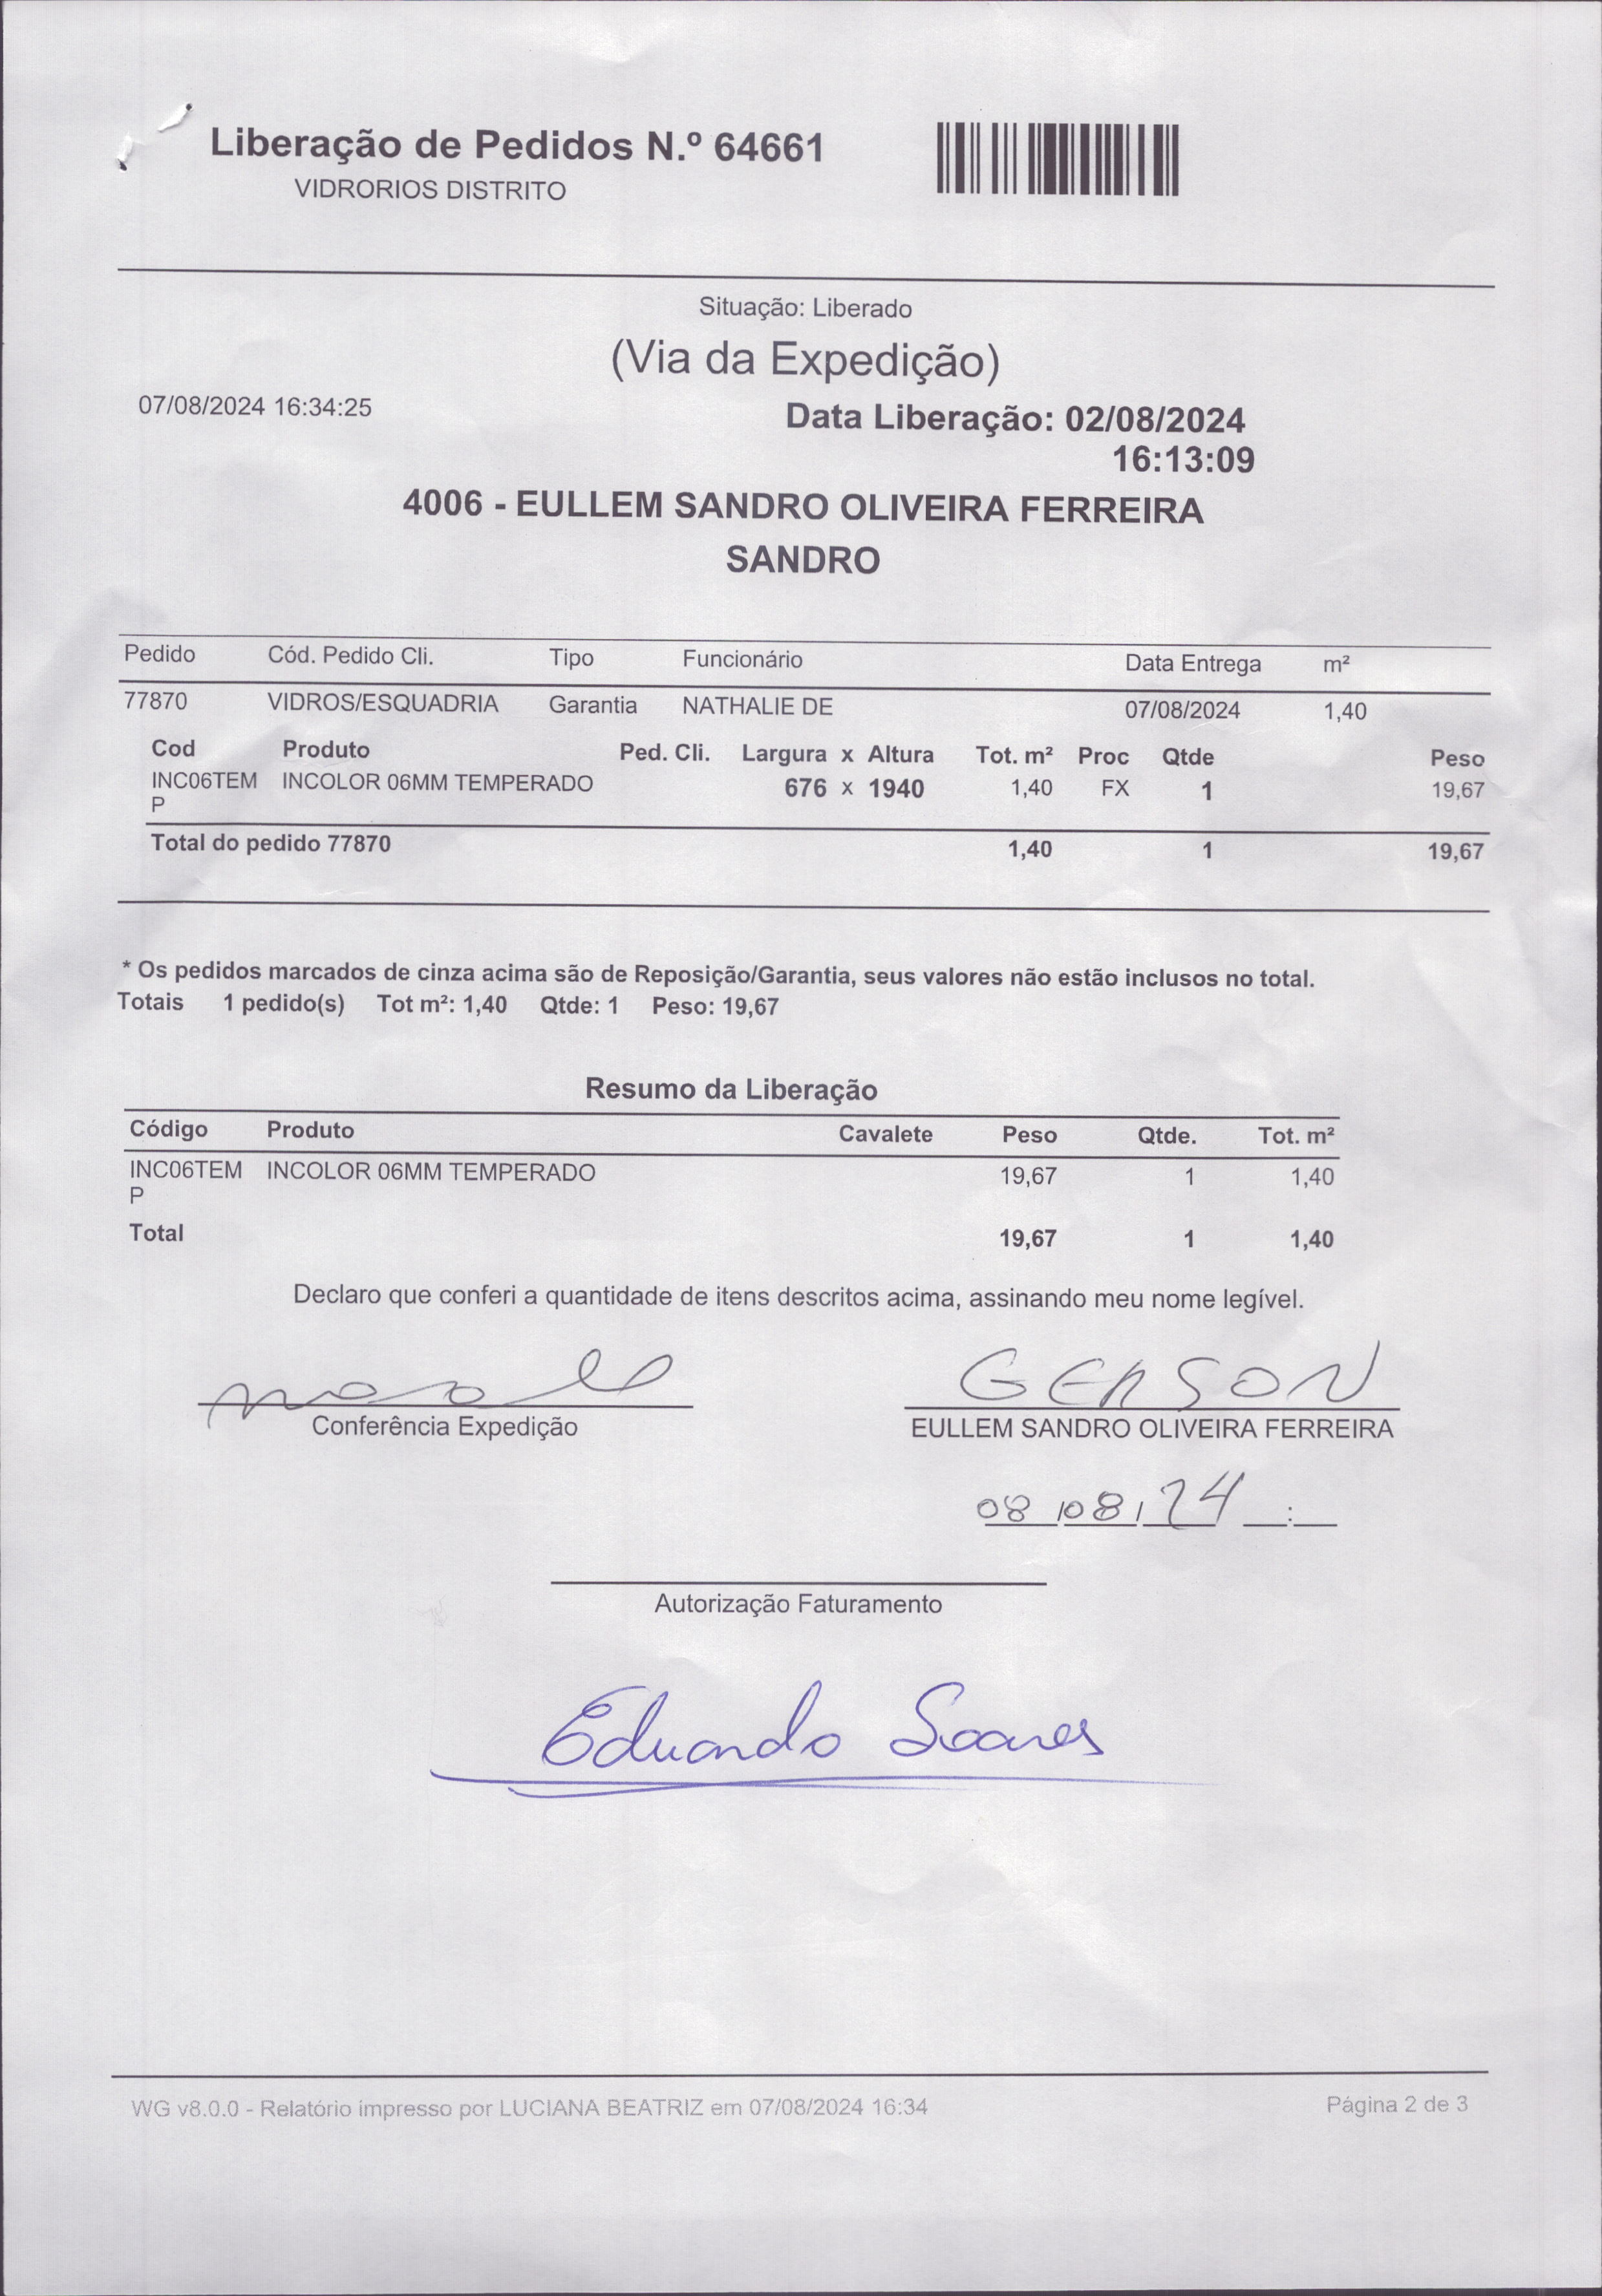 Liberação de Pedidos N.º 64661
VIDRORIOS DISTRITO
Situação: Liberado
(Via da Expedição)
07/08/2024 16:34:25
Data Liberação: 02/08/2024
16:13:09
4006 - EULLEM SANDRO OLIVEIRA FERREIRA
SANDRO
Pedido Cód. Pedido Cli. Tipo Funcionário Data Entrega m²
77870 VIDROS/ESQUADRIA Garantia NATHALIE DE 07/08/2024 1,40
Cod Produto Ped. Cli. Largura x Altura Tot. m² Proc Qtde Peso
INC06TEM INCOLOR 06MM TEMPERADO 676 x 1940 1,40 FX 1 19,67
P
Total do pedido 77870 1,40 1 19,67
* Os pedidos marcados de cinza acima são de Reposição/Garantia, seus valores não estão inclusos no total.
Totais 1 pedido(s) Tot m²: 1,40 Qtde: 1 Peso: 19,67
Resumo da Liberação
Código Produto Cavalete Peso Qtde. Tot. m²
INC06TEM INCOLOR 06MM TEMPERADO 19,67 1 1,40
P
Total 19,67 1 1,40
Declaro que conferi a quantidade de itens descritos acima, assinando meu nome legível.
GERSON
Conferência Expedição EULLEM SANDRO OLIVEIRA FERREIRA
08/08/24 __:__
Autorização Faturamento
Eduardo Soares
WG v8.0.0 - Relatório impresso por LUCIANA BEATRIZ em 07/08/2024 16:34 Página 2 de 3